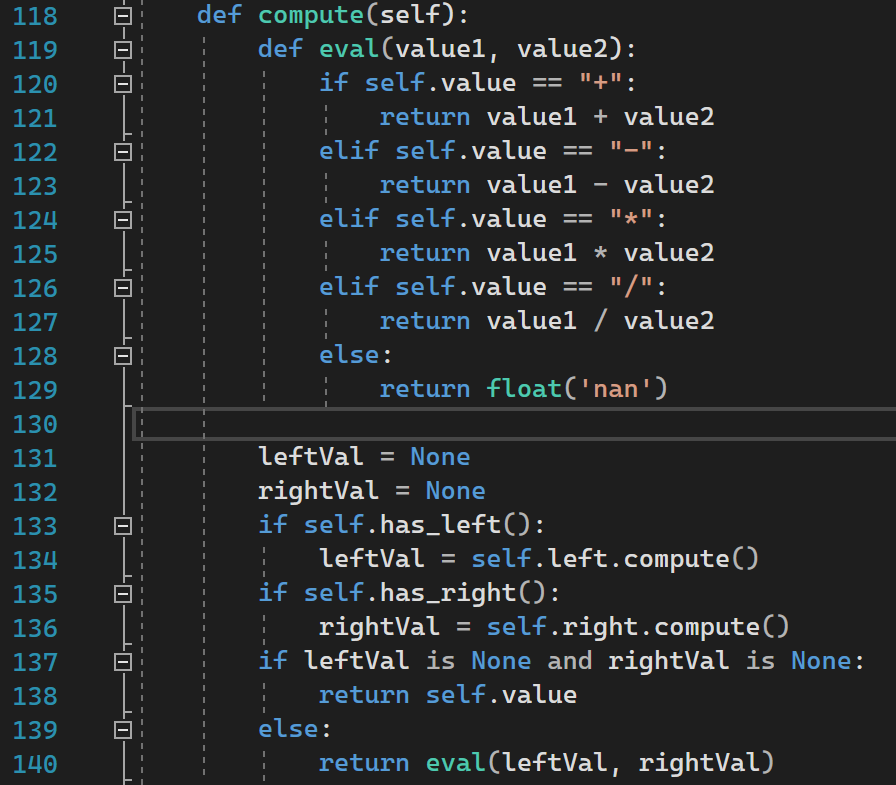 118 def compute(self):
119 def eval(value1, value2):
120 if self.value == "+":
121 return value1 + value2
122 elif self.value == "-":
123 return value1 - value2
124 elif self.value == "*":
125 return value1 * value2
126 elif self.value == "/":
127 return value1 / value2
128 else:
129 return float('nan')
130
131 leftVal = None
132 rightVal = None
133 if self.has_left():
134 leftVal = self.left.compute()
135 if self.has_right():
136 rightVal = self.right.compute()
137 if leftVal is None and rightVal is None:
138 return self.value
139 else:
140 return eval(leftVal, rightVal)